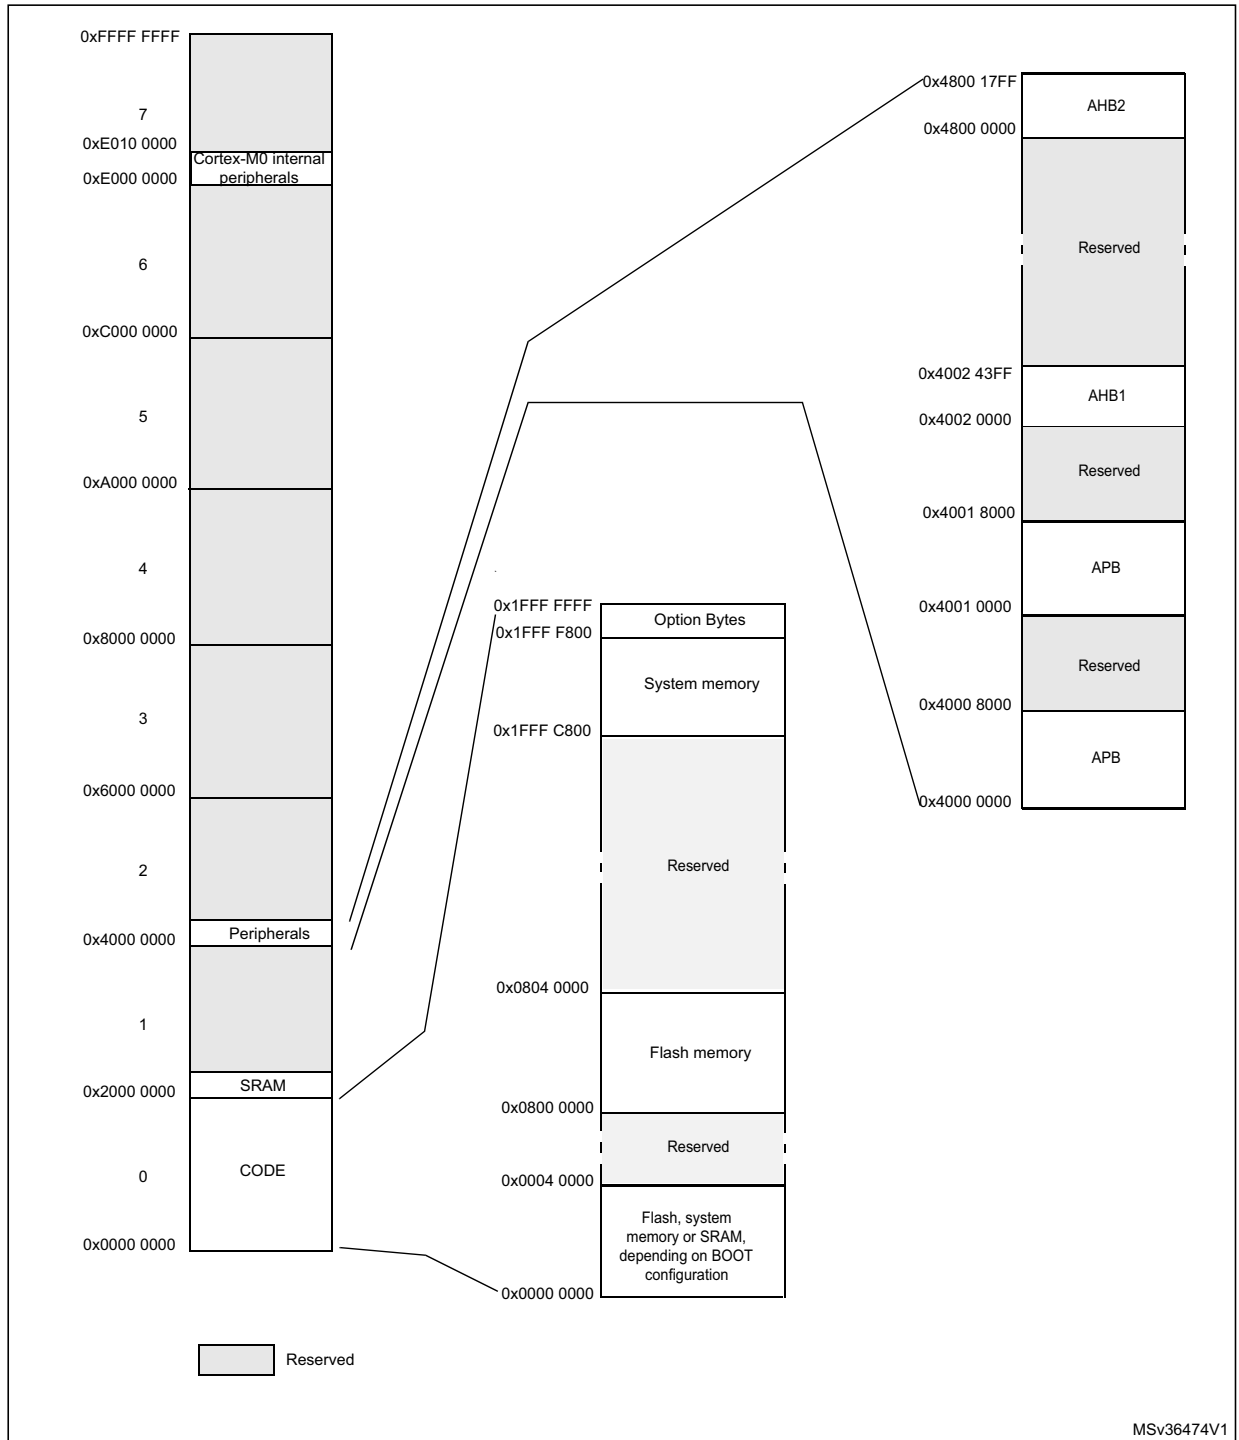 0xFFFF FFFF
7
0xE010 0000
Cortex-M0 internal
peripherals
0xE000 0000
6
0xC000 0000
5
0xA000 0000
4
0x8000 0000
3
0x6000 0000
2
0x4000 0000
Peripherals
1
SRAM
0x2000 0000
CODE
0
0x0000 0000
Reserved
0x1FFF FFFF
Option Bytes
0x1FFF F800
System memory
0x1FFF C800
Reserved
0x0804 0000
Flash memory
0x0800 0000
Reserved
0x0004 0000
Flash, system
memory or SRAM,
depending on BOOT
configuration
0x0000 0000
0x4800 17FF
AHB2
0x4800 0000
Reserved
0x4002 43FF
AHB1
0x4002 0000
Reserved
0x4001 8000
APB
0x4001 0000
Reserved
0x4000 8000
APB
0x4000 0000
MSv36474V1